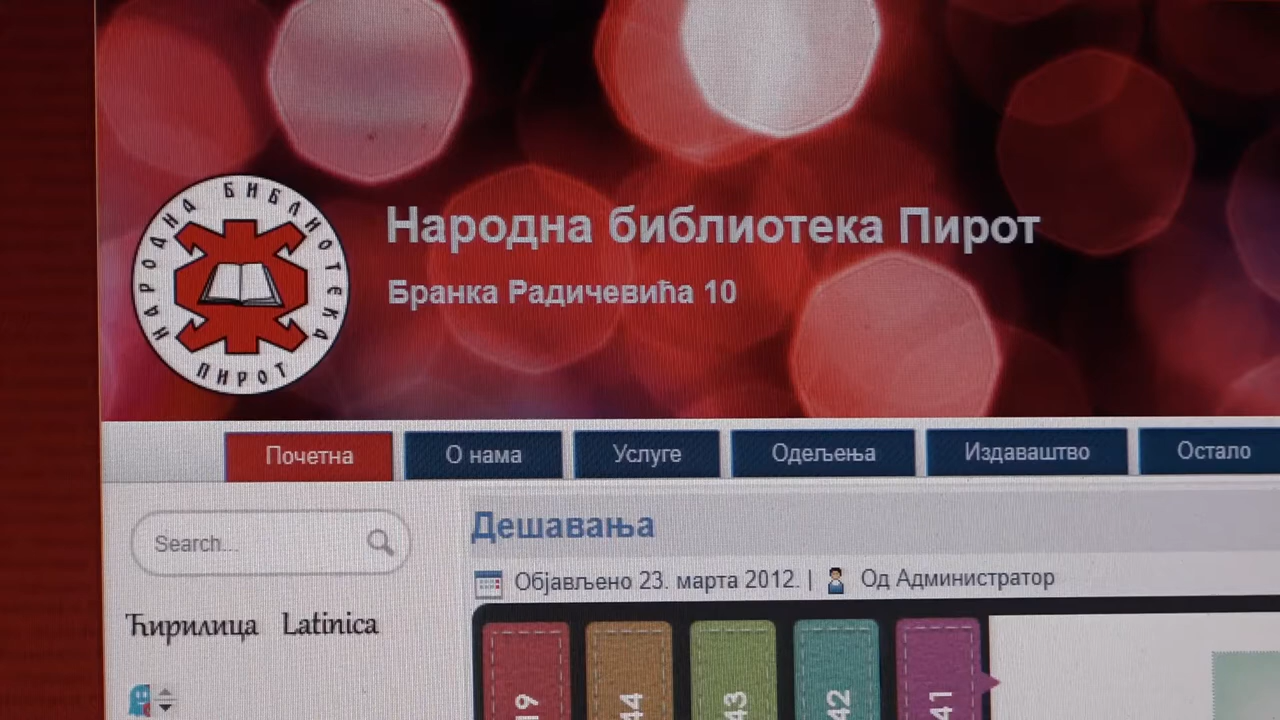 НАРОДНА БИБЛИОТЕКА
ПИРОТ
Народна библиотека Пирот
Бранка Радичевића 10
Почетна О нама Услуге Одељења Издаваштво Остало
Search...
Дешавања
Објављено 23. марта 2012. | Од Администратор
Ћирилица Latinica
19 44 43 42 41